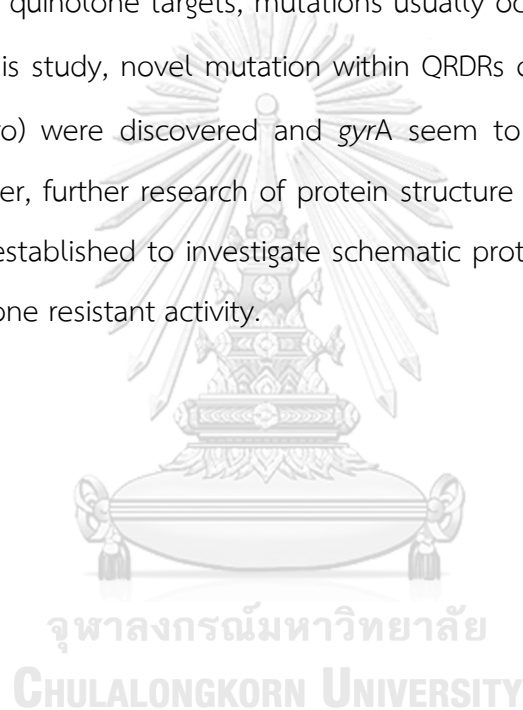 quinolone targets, mutations usually oc
is study, novel mutation within QRDRs
ro) were discovered and gyrA seem to
er, further research of protein structure
established to investigate schematic prot
one resistant activity.
จุฬาลงกรณ์มหาวิทยาลัย
CHULALONGKORN UNIVERSITY